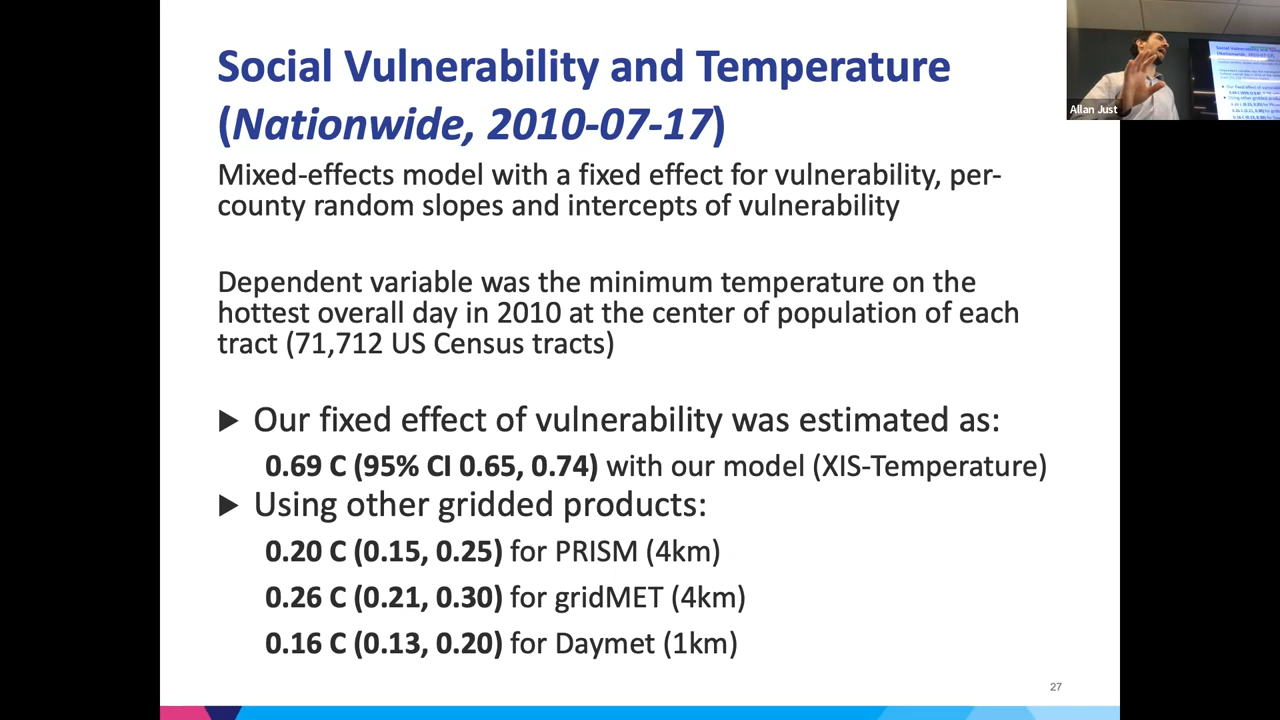 Social Vulnerability and Temperature
(Nationwide, 2010-07-17)
Mixed-effects model with a fixed effect for vulnerability, per-
county random slopes and intercepts of vulnerability
Dependent variable was the minimum temperature on the
hottest overall day in 2010 at the center of population of each
tract (71,712 US Census tracts)
▶ Our fixed effect of vulnerability was estimated as:
0.69 C (95% CI 0.65, 0.74) with our model (XIS-Temperature)
▶ Using other gridded products:
0.20 C (0.15, 0.25) for PRISM (4km)
0.26 C (0.21, 0.30) for gridMET (4km)
0.16 C (0.13, 0.20) for Daymet (1km)
27
Allan Just